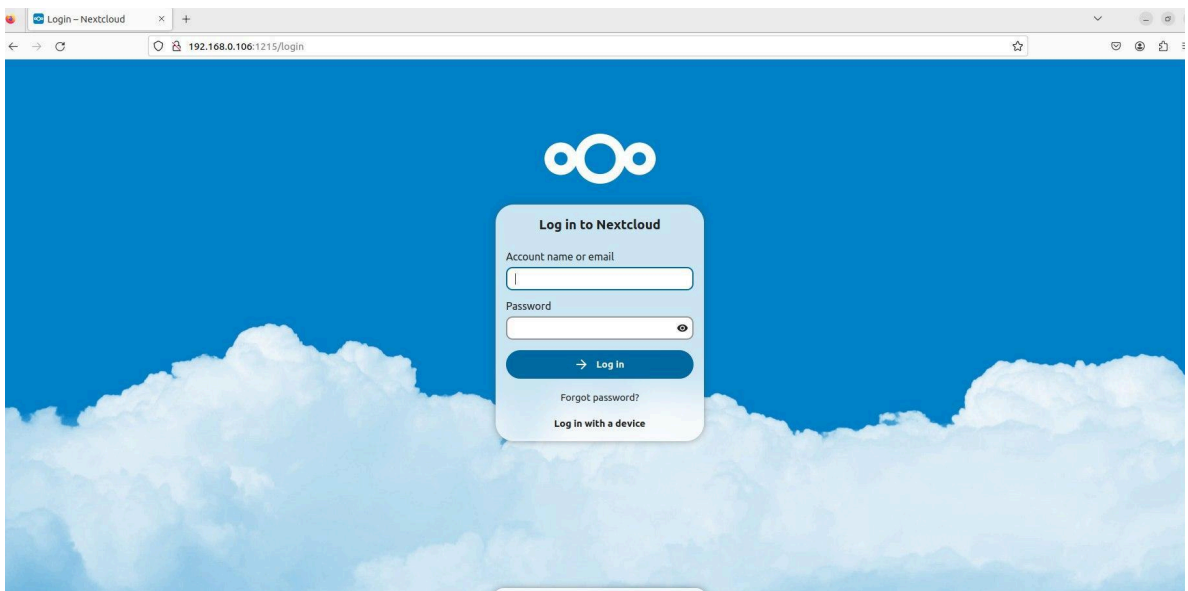 Login – Nextcloud
192.168.0.106:1215/login
Log in to Nextcloud
Account name or email
Password
Log in
Forgot password?
Log in with a device